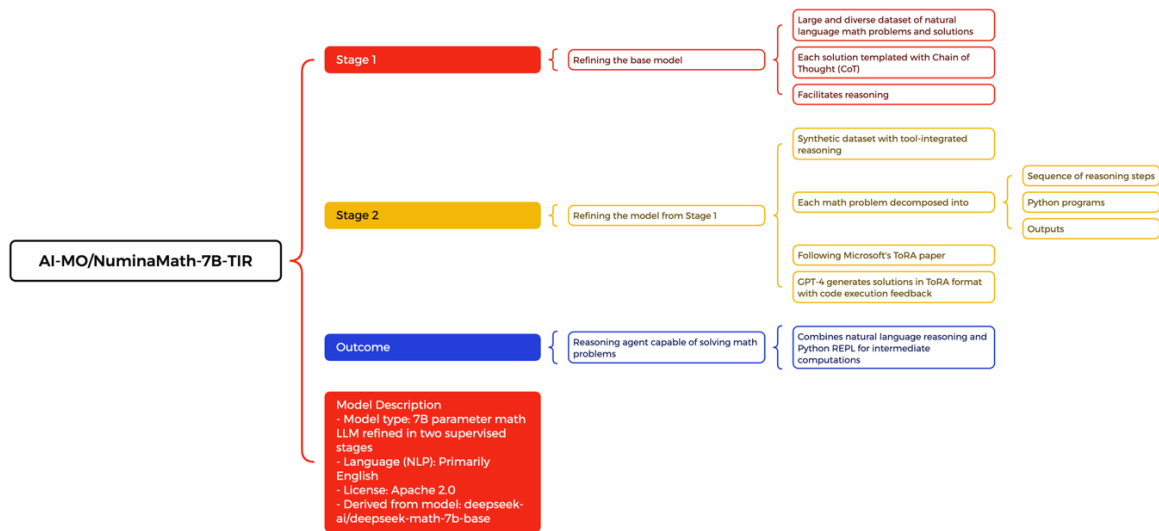 AI-MO/NuminaMath-7B-TIR
Stage 1
Refining the base model
Large and diverse dataset of natural
language math problems and solutions
Each solution templated with Chain of
Thought (CoT)
Facilitates reasoning
Stage 2
Refining the model from Stage 1
Synthetic dataset with tool-integrated
reasoning
Each math problem decomposed into
Sequence of reasoning steps
Python programs
Outputs
Following Microsoft's ToRA paper
GPT-4 generates solutions in ToRA format
with code execution feedback
Outcome
Reasoning agent capable of solving math
problems
Combines natural language reasoning and
Python REPL for intermediate
computations
Model Description
- Model type: 7B parameter math
LLM refined in two supervised
stages
- Language (NLP): Primarily
English
- License: Apache 2.0
- Derived from model: deepseek-
ai/deepseek-math-7b-base